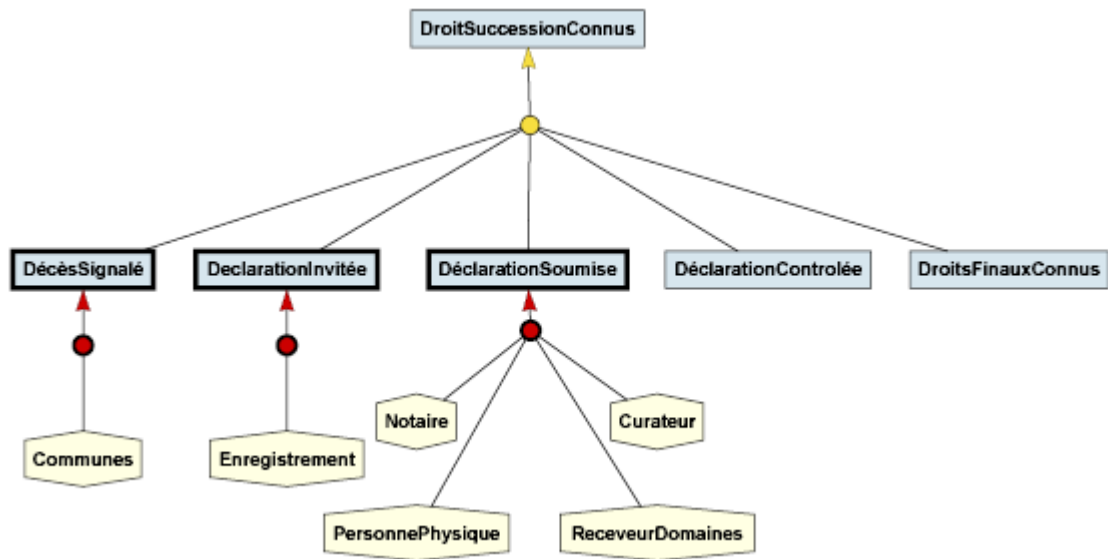 DroitSuccessionConnus
DécèsSignalé
DeclarationInvitée
DéclarationSoumise
DéclarationControlée
DroitsFinauxConnus
Notaire
Curateur
Communes
Enregistrement
PersonnePhysique
ReceveurDomaines